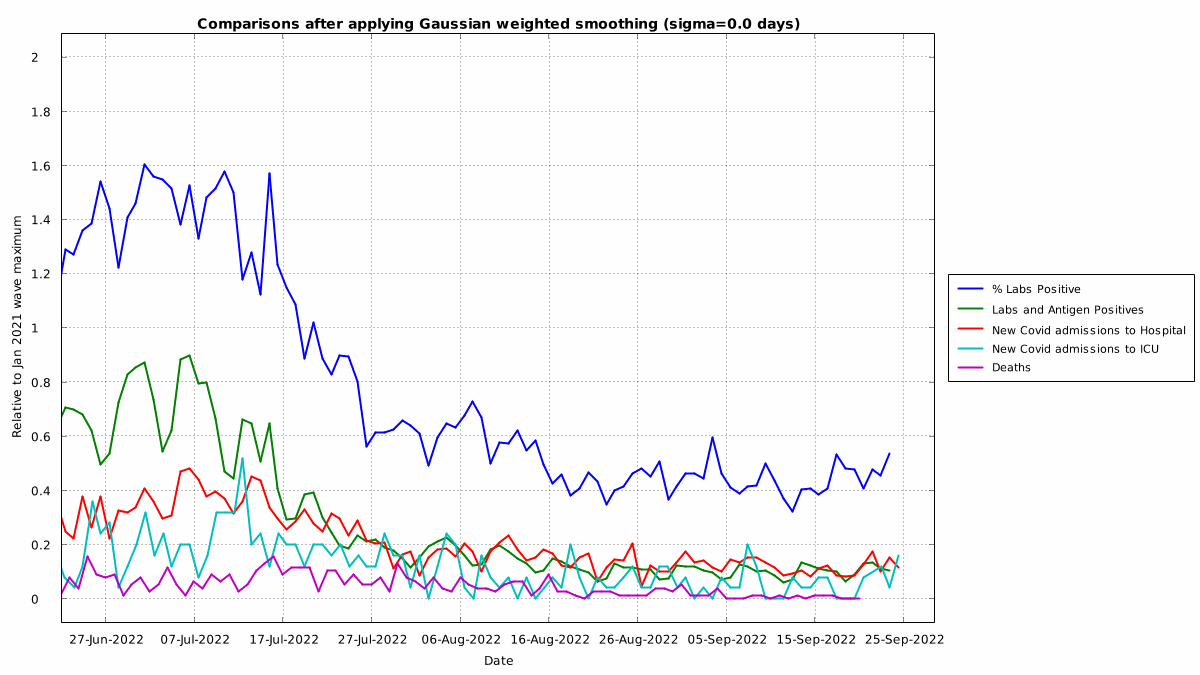 Comparisons after applying Gaussian weighted smoothing (sigma=0.0 days)
Relative to Jan 2021 wave maximum
2
1.8
1.6
1.4
1.2
1
0.8
0.6
0.4
0.2
0
27-Jun-2022 07-Jul-2022 17-Jul-2022 27-Jul-2022 06-Aug-2022 16-Aug-2022 26-Aug-2022 05-Sep-2022 15-Sep-2022 25-Sep-2022
Date
% Labs Positive
Labs and Antigen Positives
New Covid admissions to Hospital
New Covid admissions to ICU
Deaths